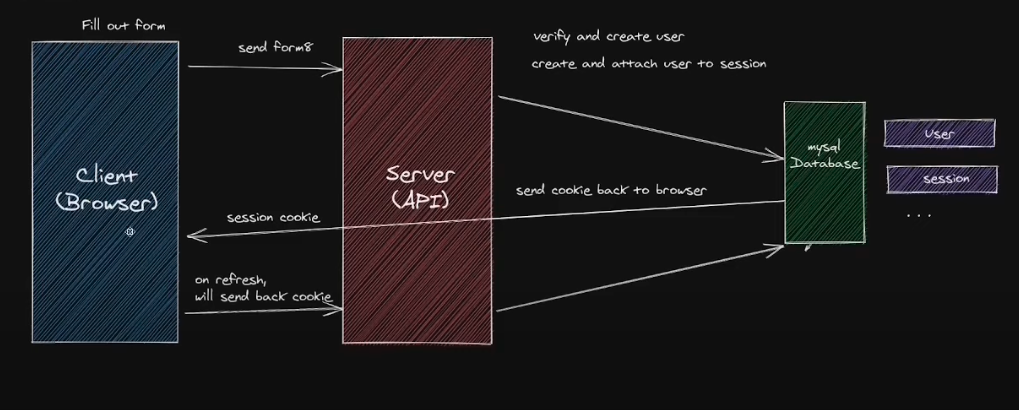 Fill out form
send form8
verify and create user
create and attach user to session
Client
(Browser)
Server
(API)
mysql
Database
User
session
. . .
send cookie back to browser
session cookie
on refresh,
will send back cookie